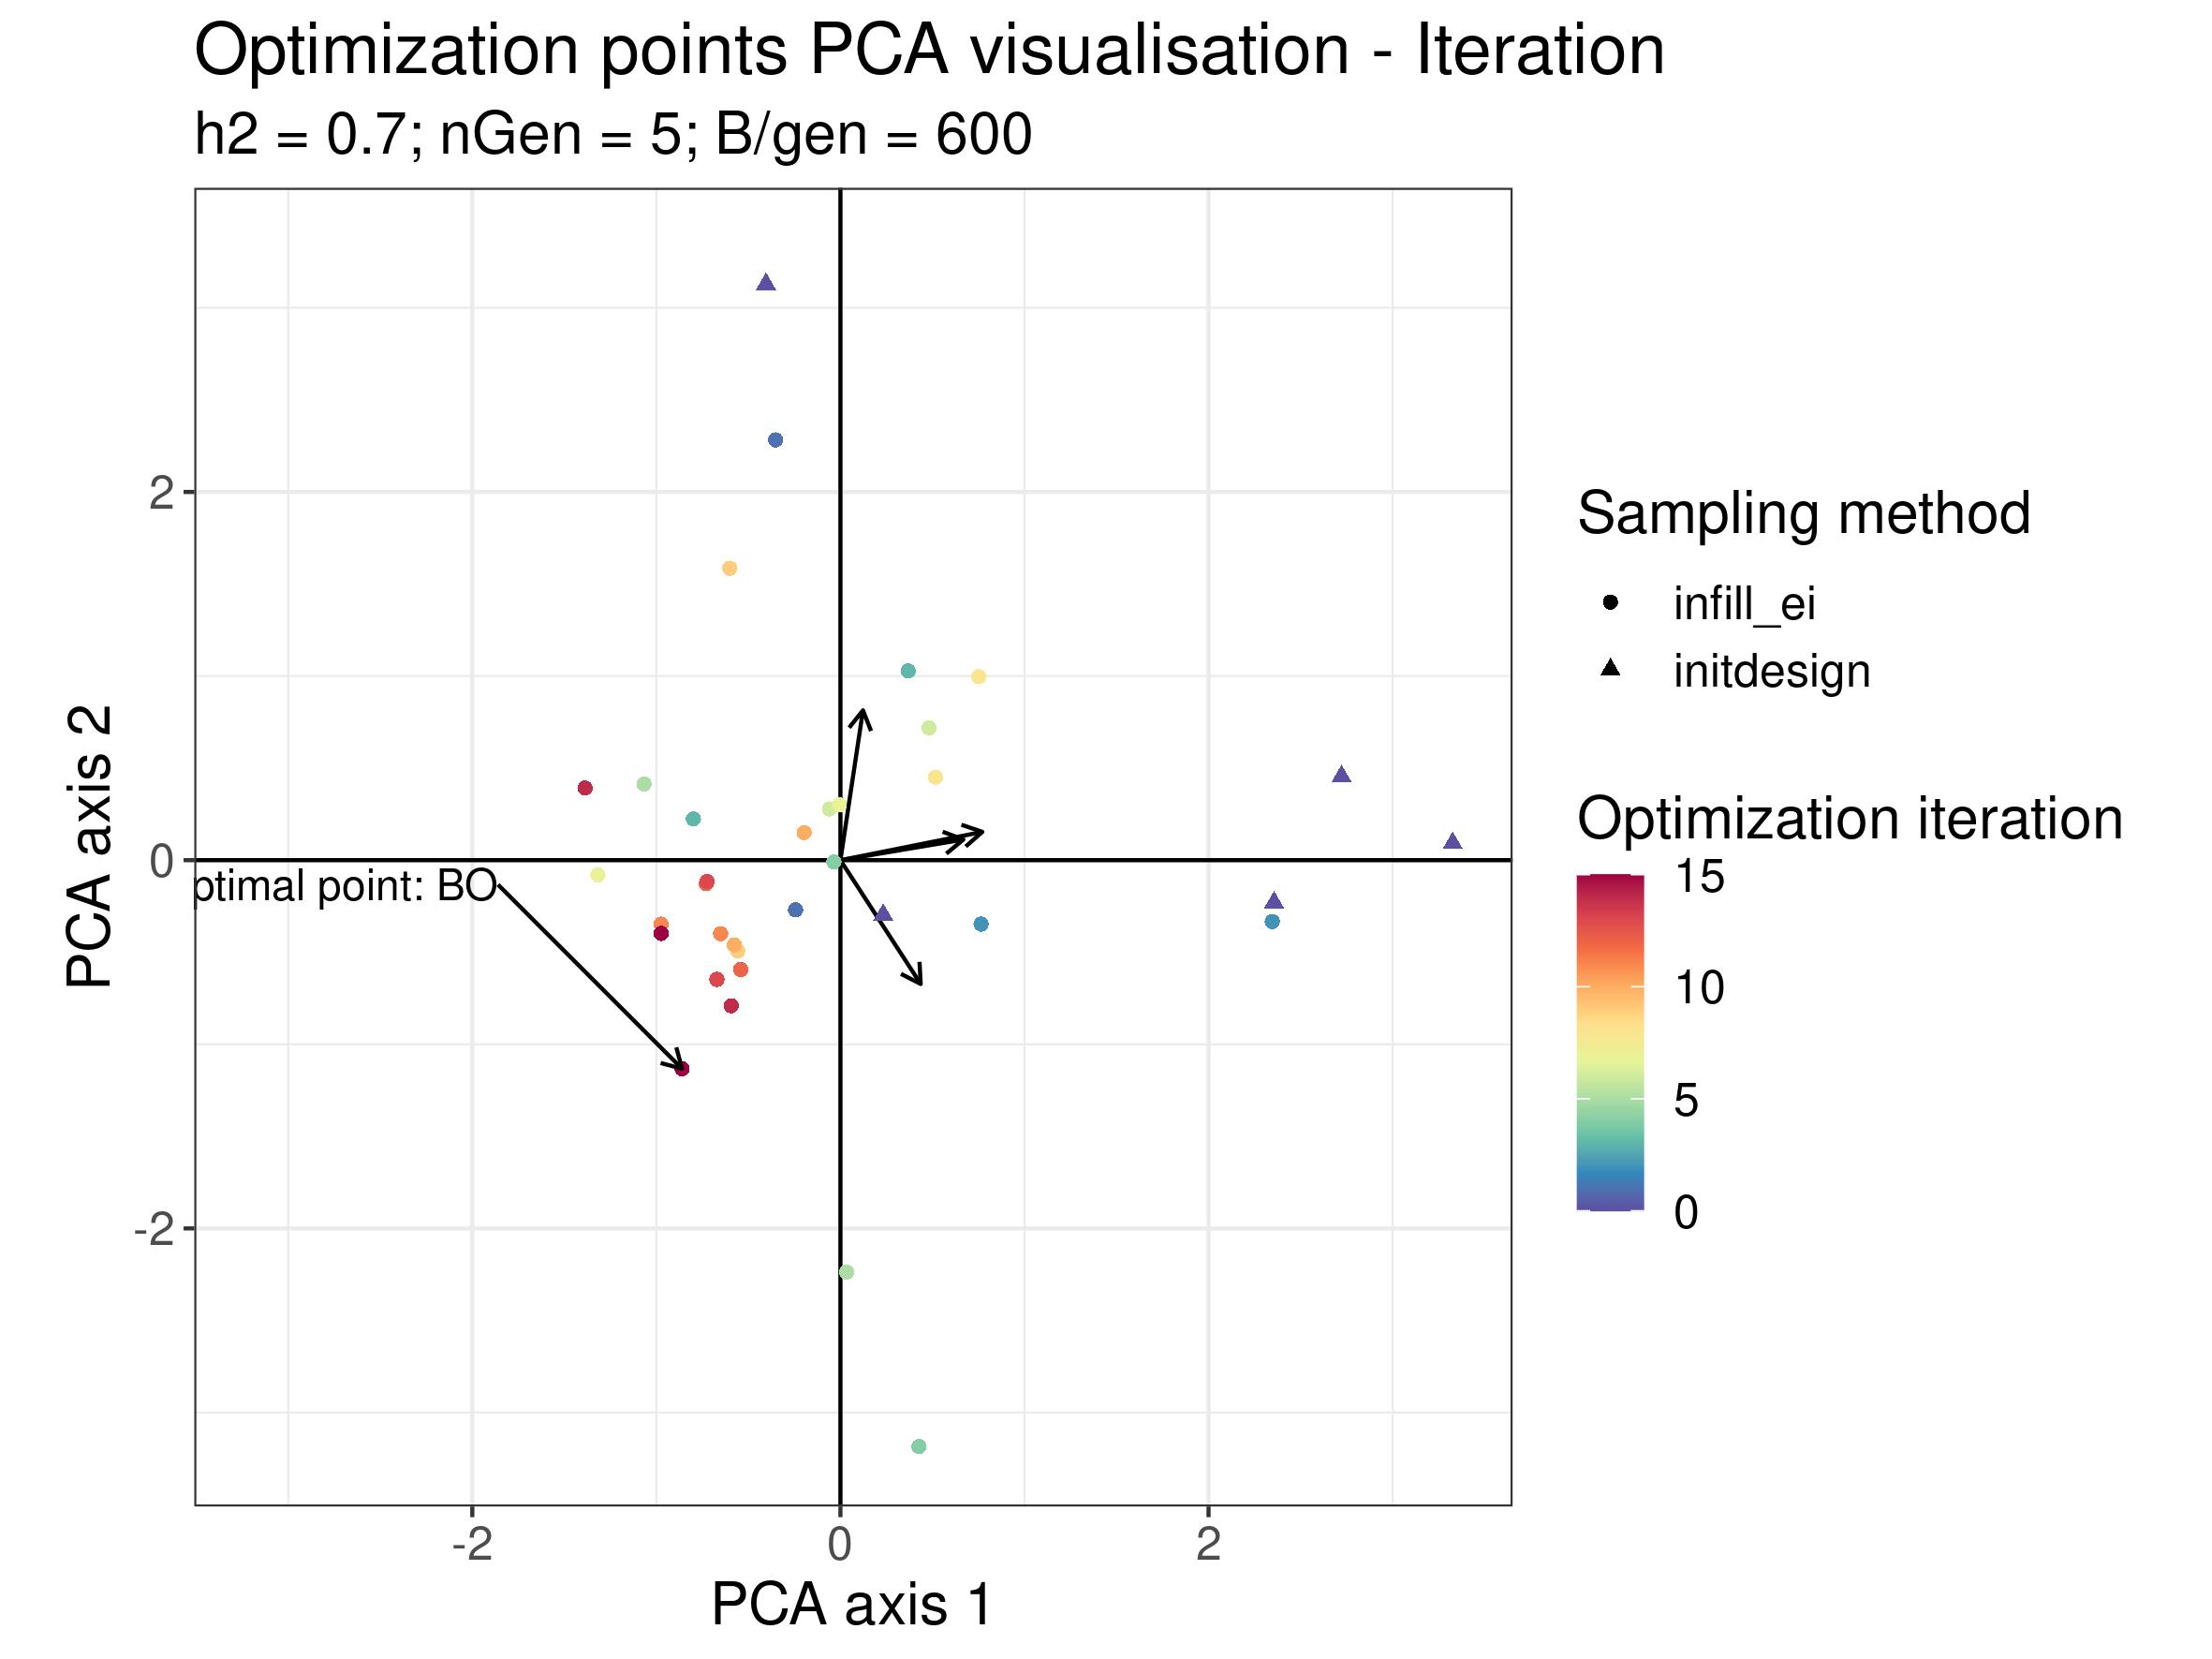 Optimization points PCA visualisation - Iteration
h2 = 0.7; nGen = 5; B/gen = 600
PCA axis 2
2
0
-2
ptimal point: BO
-2
0
2
PCA axis 1
Sampling method
infill_ei
initdesign
Optimization iteration
15
10
5
0